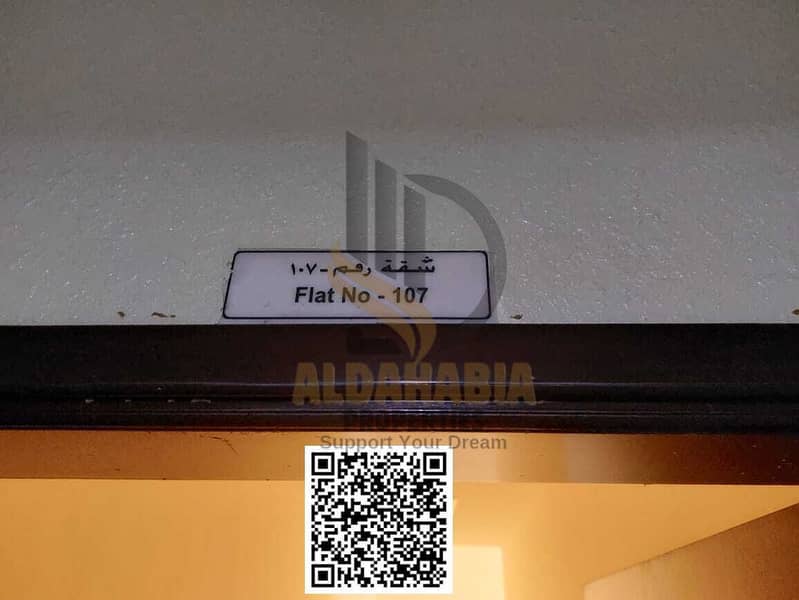 شقة رقم - ١٠٧
Flat No - 107
ALDAHABIA
PROPERTIES
Support Your Dream